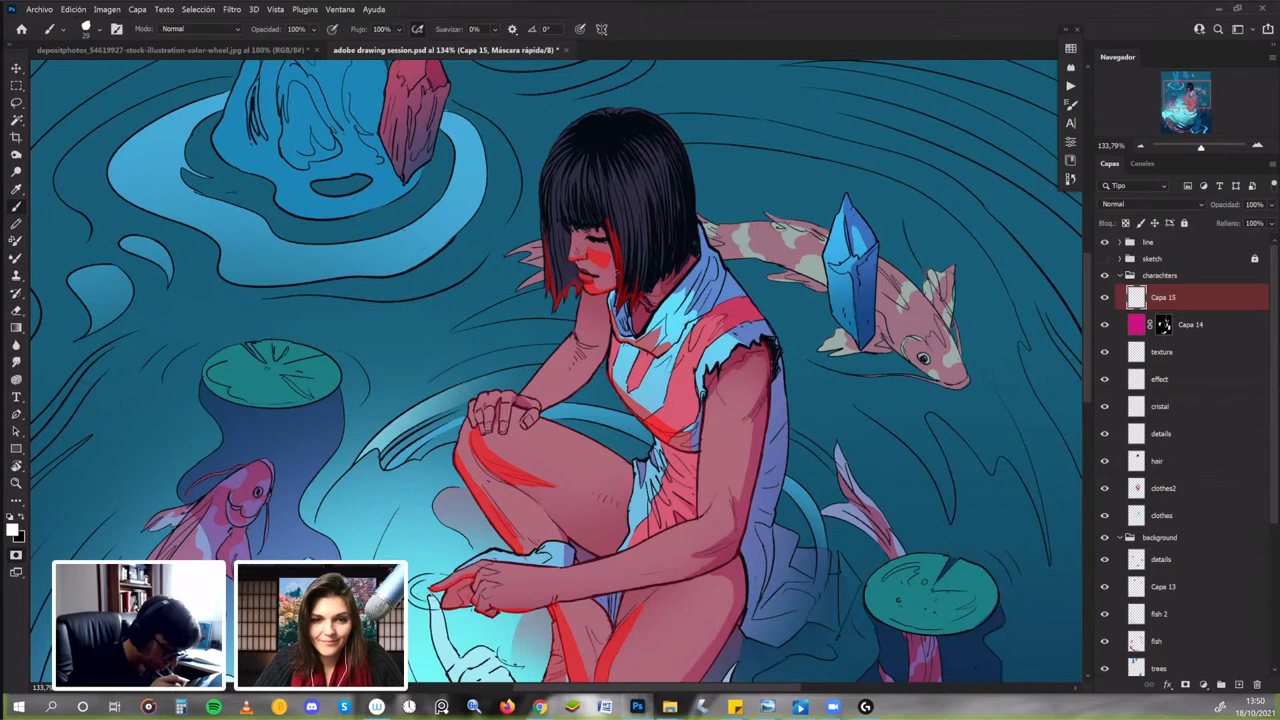 Ps Archivo Edición Imagen Capa Texto Selección Filtro 3D Vista Plugins Ventana Ayuda
29 Modo: Normal Opacidad: 100% Flujo: 100% Suavizar: 0% 0°
depositphotos_54619927-stock-illustration-color-wheel.jpg al 180% (RGB/8#) * ×
adobe drawing session.psd al 134% (Capa 15, Máscara rápida/8) * ×
Navegador
133,79%
Capas Canales
Tipo
Normal Opacidad: 100%
Bloq.: Relleno: 100%
line
sketch
charachters
Capa 15
Capa 14
textura
effect
cristal
details
hair
clothes2
clothes
background
details
Capa 13
fish 2
fish
trees
133,
13:50
18/10/2021